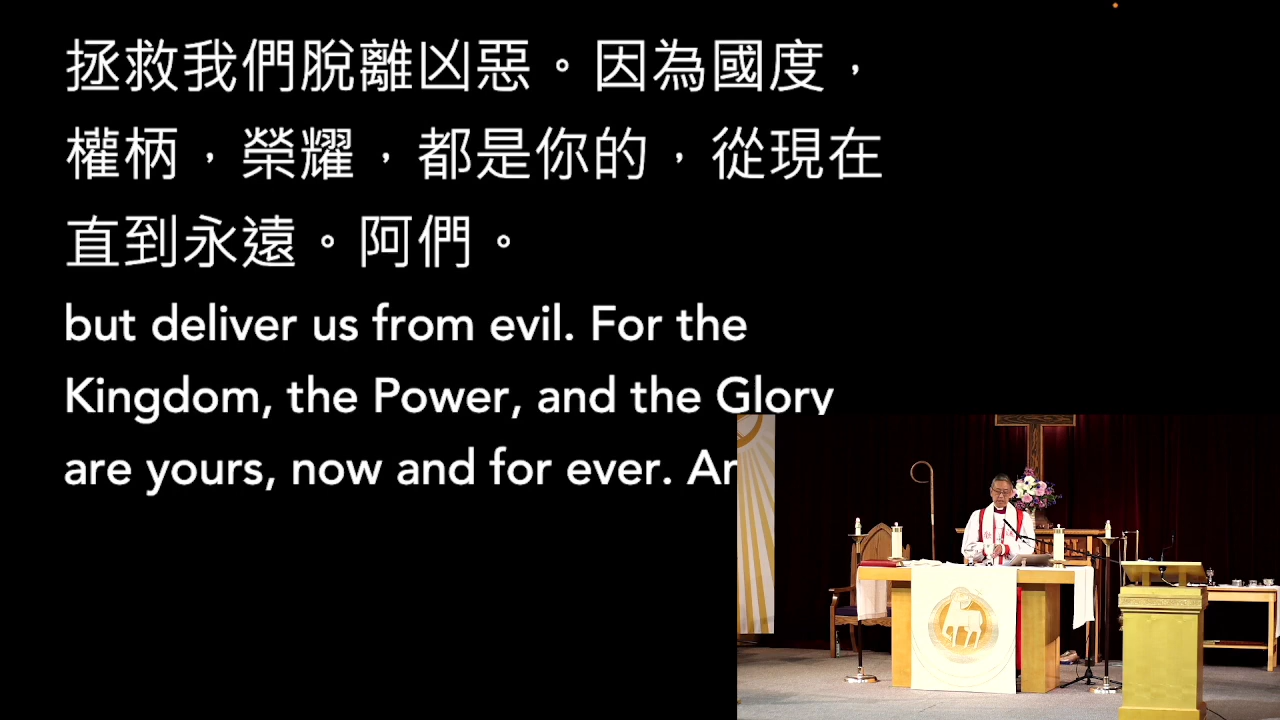 拯救我們脫離凶惡。因為國度，
權柄，榮耀，都是你的，從現在
直到永遠。阿們。
but deliver us from evil. For the
Kingdom, the Power, and the Glory
are yours, now and for ever.